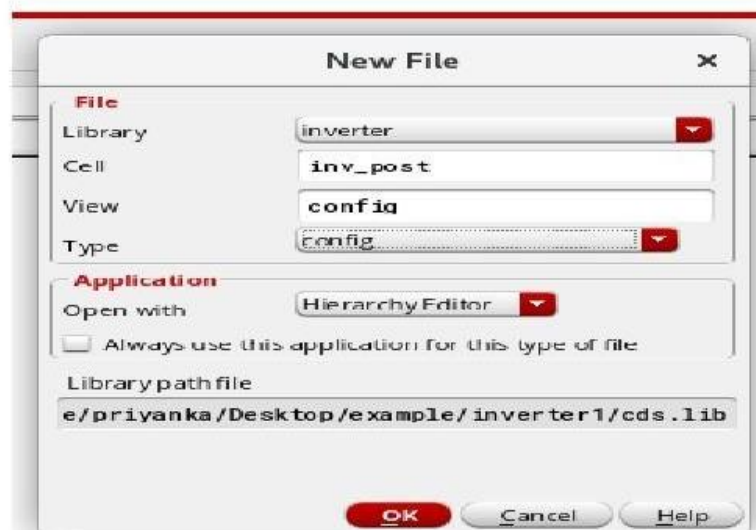 New File
File
Library inverter
Cell inv_post
View config
Type config
Application
Open with Hierarchy Editor
Always use this application for this type of file
Library path file
e/priyanka/Desktop/example/inverter1/cds.lib
OK Cancel Help